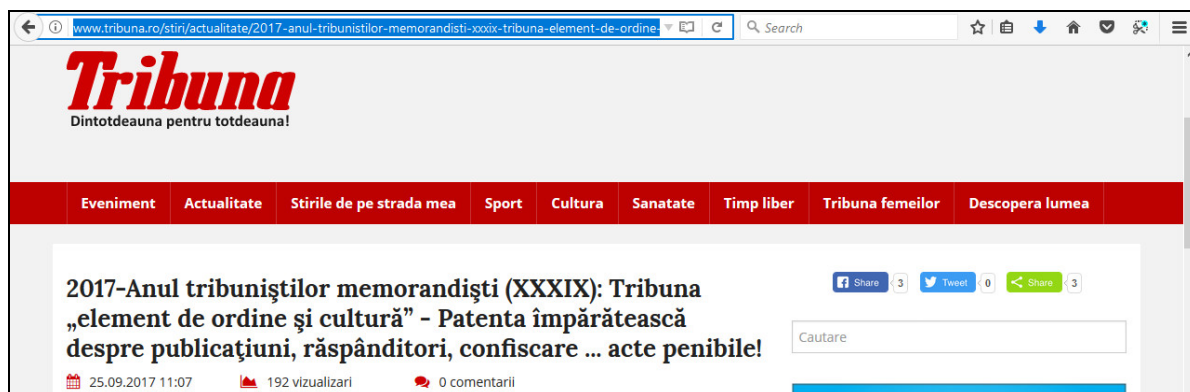 www.tribuna.ro/stiri/actualitate/2017-anul-tribunistilor-memorandisti-xxxix-tribuna-element-de-ordine-
Search
Tribuna
Dintotdeauna pentru totdeauna!
Eveniment Actualitate Stirile de pe strada mea Sport Cultura Sanatate Timp liber Tribuna femeilor Descopera lumea
2017-Anul tribuniştilor memorandişti (XXXIX): Tribuna
„element de ordine şi cultură” - Patenta împărătească
despre publicaţiuni, răspânditori, confiscare ... acte penibile!
25.09.2017 11:07 192 vizualizari 0 comentarii
Share 3 Tweet 0 Share 3
Cautare